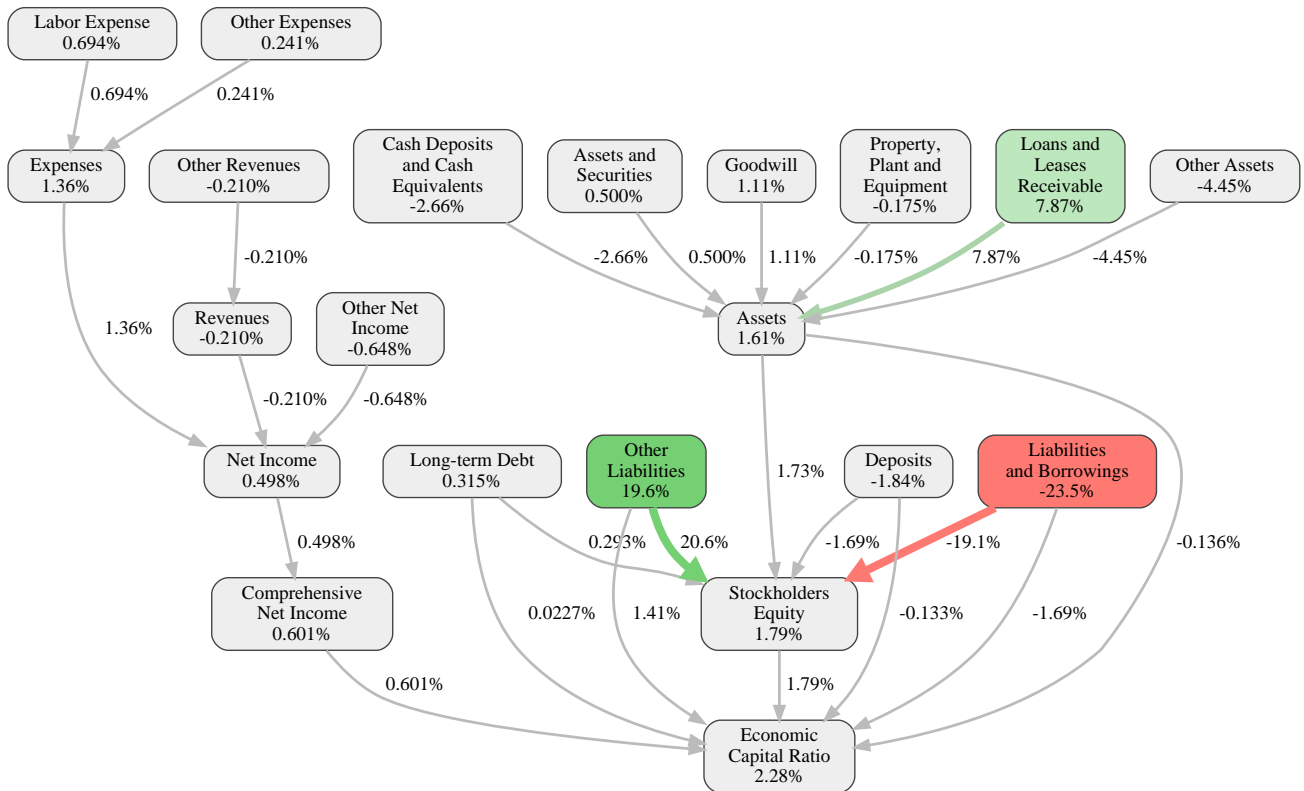 Labor Expense
0.694%
Other Expenses
0.241%
0.694%
0.241%
Expenses
1.36%
Other Revenues
-0.210%
Cash Deposits
and Cash
Equivalents
-2.66%
Assets and
Securities
0.500%
Goodwill
1.11%
Property,
Plant and
Equipment
-0.175%
Loans and
Leases
Receivable
7.87%
Other Assets
-4.45%
-0.210%
-2.66%
0.500%
1.11%
-0.175%
7.87%
-4.45%
Revenues
-0.210%
Other Net
Income
-0.648%
Assets
1.61%
1.36%
-0.210%
-0.648%
Net Income
0.498%
Long-term Debt
0.315%
Other
Liabilities
19.6%
Deposits
-1.84%
Liabilities
and Borrowings
-23.5%
1.73%
0.498%
0.293%
20.6%
-1.69%
-19.1%
-0.136%
Comprehensive
Net Income
0.601%
Stockholders
Equity
1.79%
0.0227%
1.41%
-0.133%
-1.69%
0.601%
1.79%
Economic
Capital Ratio
2.28%